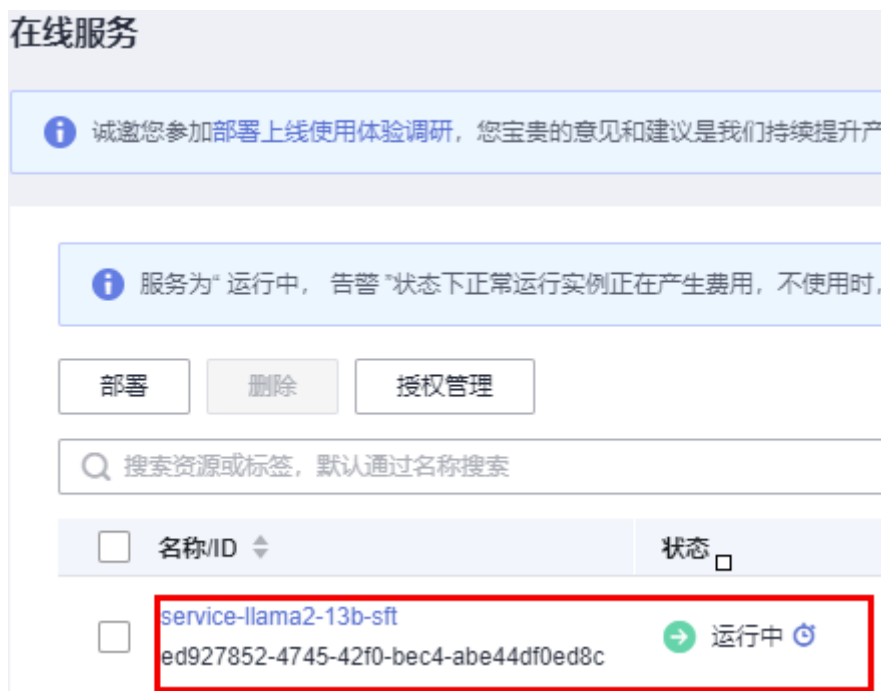 在线服务
诚邀您参加部署上线使用体验调研，您宝贵的意见和建议是我们持续提升产
服务为“ 运行中， 告警 ”状态下正常运行实例正在产生费用，不使用时，
部署 删除 授权管理
搜索资源或标签，默认通过名称搜索
名称/ID 状态
service-llama2-13b-sft
运行中
ed927852-4745-42f0-bec4-abe44df0ed8c